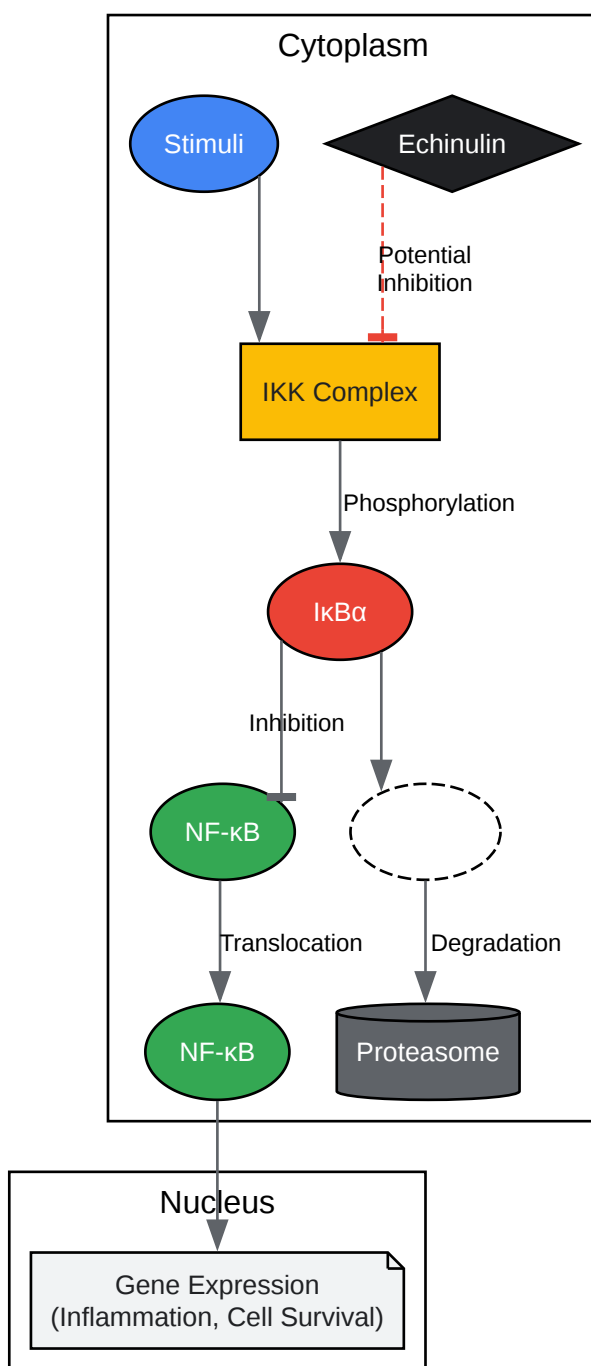 Cytoplasm
Stimuli
Echinulin
Potential
Inhibition
IKK Complex
Phosphorylation
IκBα
Inhibition
NF-κB
Translocation
Degradation
NF-κB
Proteasome
Nucleus
Gene Expression
(Inflammation, Cell Survival)